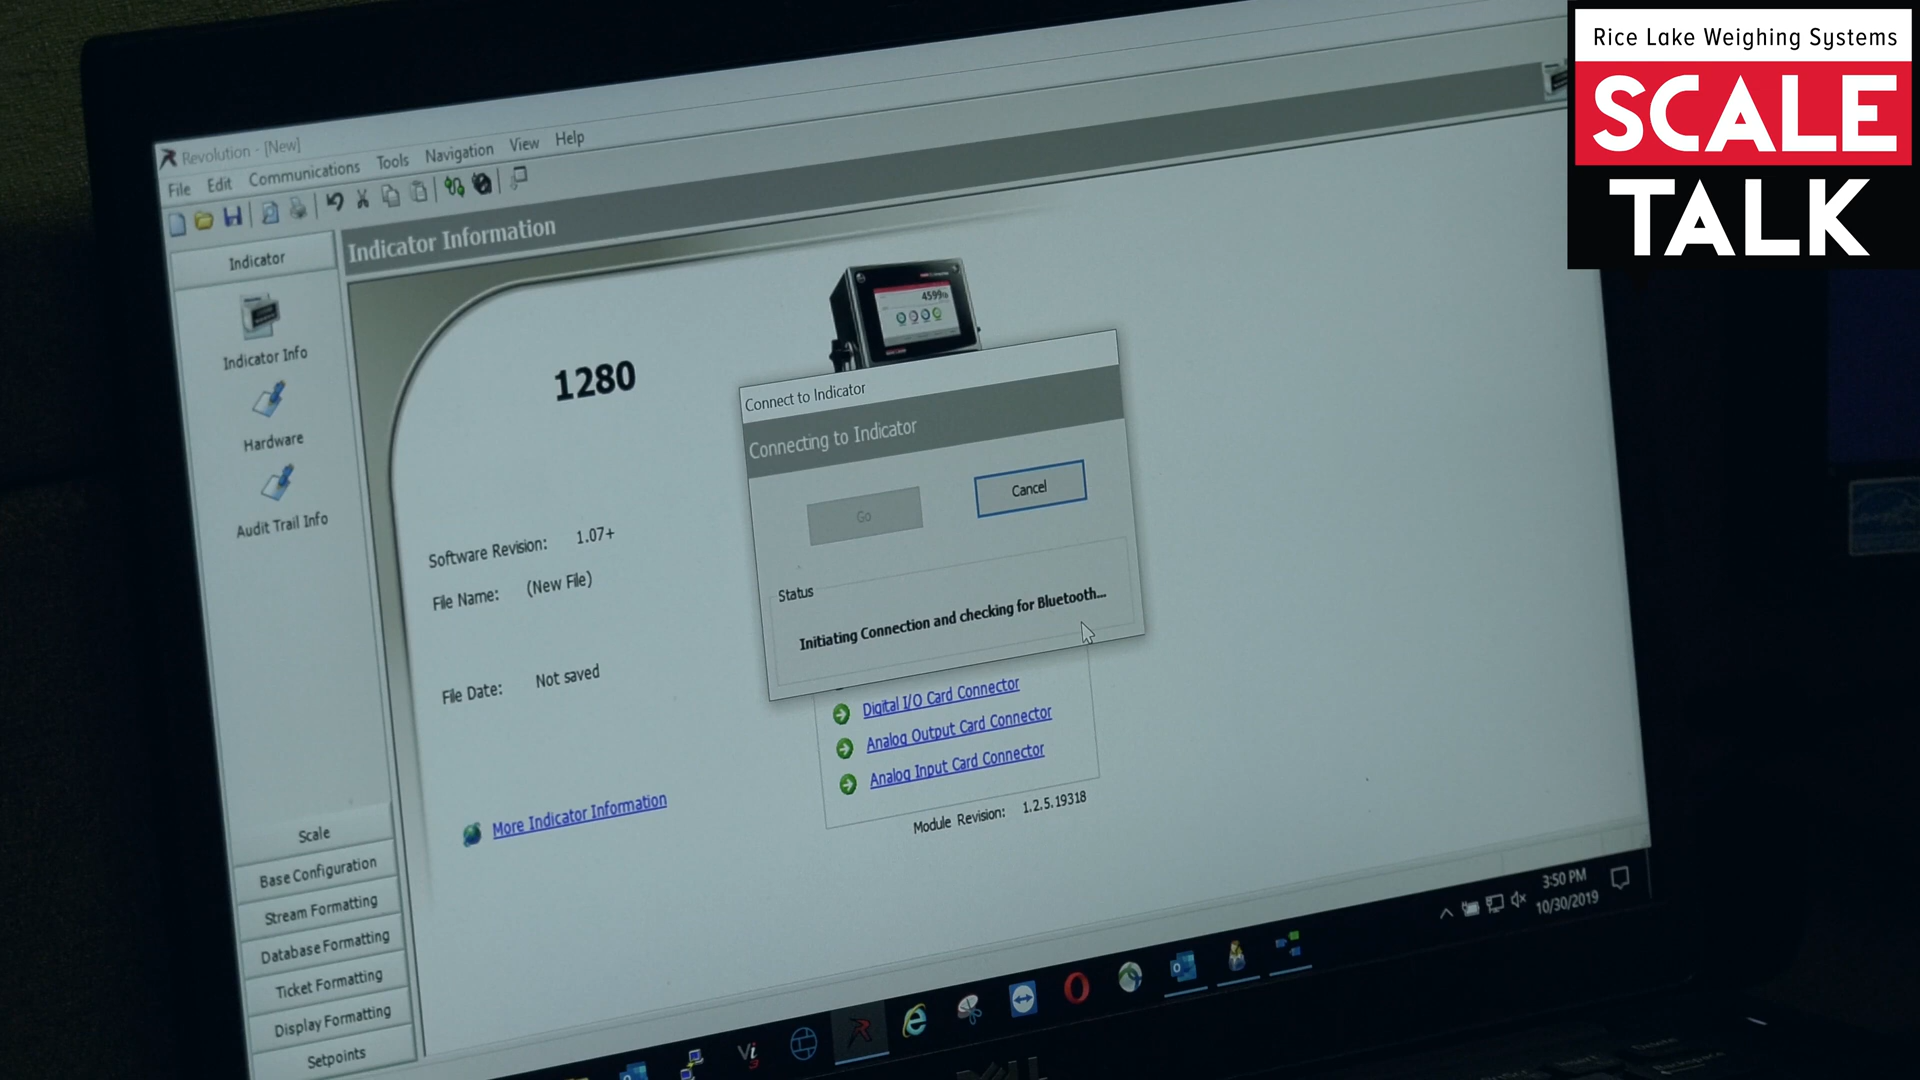 Rice Lake Weighing Systems
SCALE
TALK
Revolution - [New]
File Edit Communications Tools Navigation View Help
Indicator
Indicator Information
Indicator Info
Hardware
Audit Trail Info
1280
4599
Connect to Indicator
Connecting to Indicator
Go
Cancel
Status
Initiating Connection and checking for Bluetooth...
Software Revision: 1.07+
File Name: (New File)
File Date: Not saved
Digital I/O Card Connector
Analog Output Card Connector
Analog Input Card Connector
More Indicator Information
Module Revision: 1.2.5.19318
Scale
Base Configuration
Stream Formatting
Database Formatting
Ticket Formatting
Display Formatting
Setpoints
3:50 PM
10/30/2019